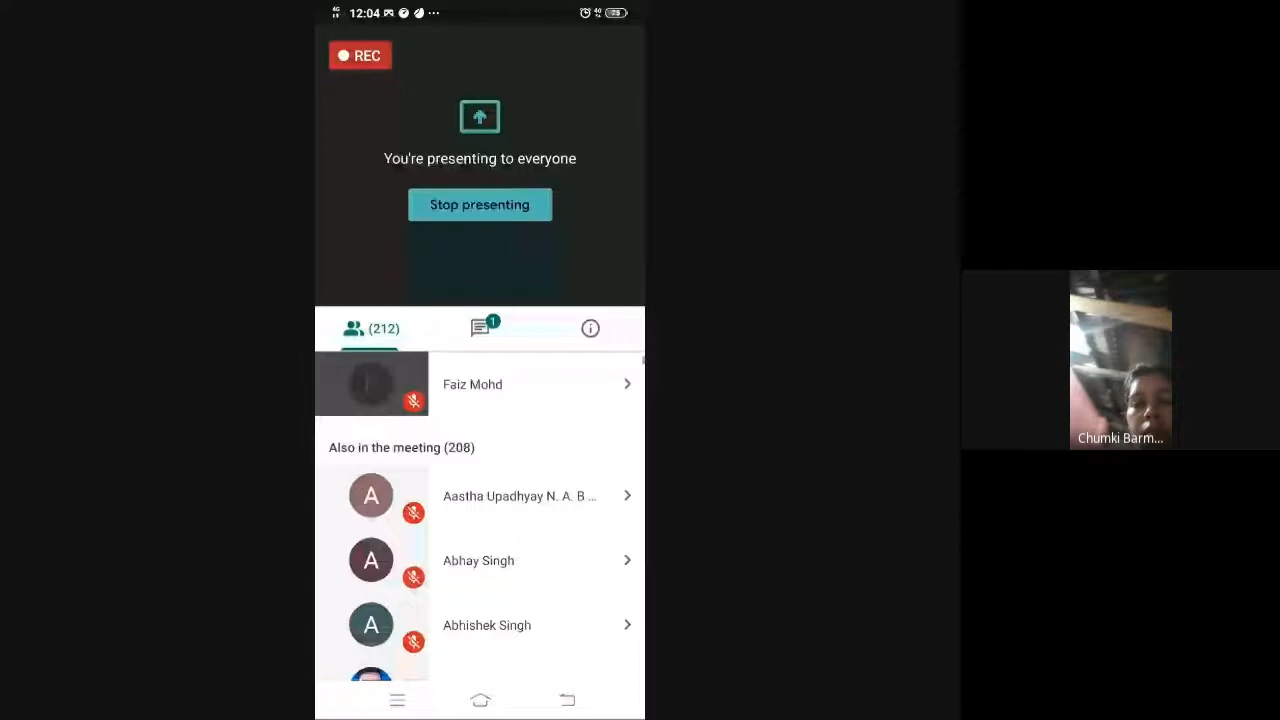 4G 12:04 ...
REC
You're presenting to everyone
Stop presenting
(212)
1
Faiz Mohd
Also in the meeting (208)
A
Aastha Upadhyay N. A. B ...
A
Abhay Singh
A
Abhishek Singh
Chumki Barm...